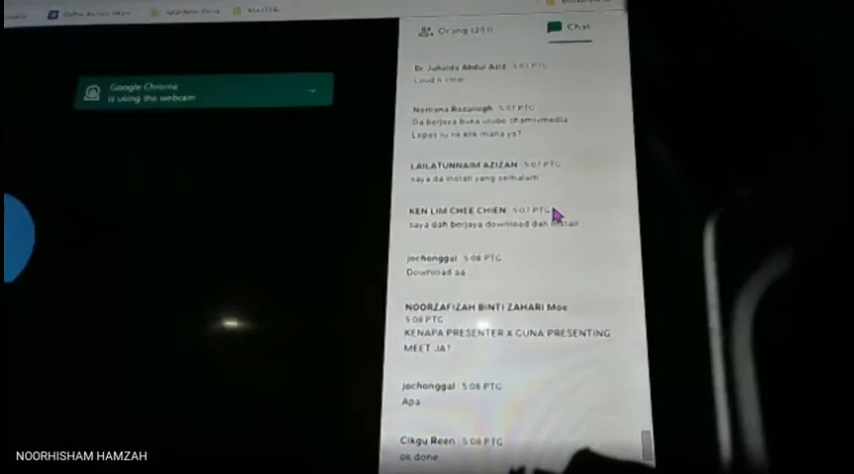 Google Chrome
is using the webcam
Orang (251)
Chat
Dr Juhaida Abdul Aziz 5:07 PTG
Loud n clear
5:07 PTG
Da berjaya buka
Lepas tu nk klik mana ya?
LAILATUNNAIM AZIZAN 5:07 PTG
saya da install yang semalam
KEN LIM CHEE CHIEN 5:07 PTG
saya dah berjaya download dan install
jochonggal 5:08 PTG
Download aa
NOORZAFIZAH BINTI ZAHARI Moe
5:08 PTG
KENAPA PRESENTER X GUNA PRESENTING
MEET JA?
jochonggal 5:08 PTG
Apa
Cikgu Reen 5:08 PTG
ok done
NOORHISHAM HAMZAH